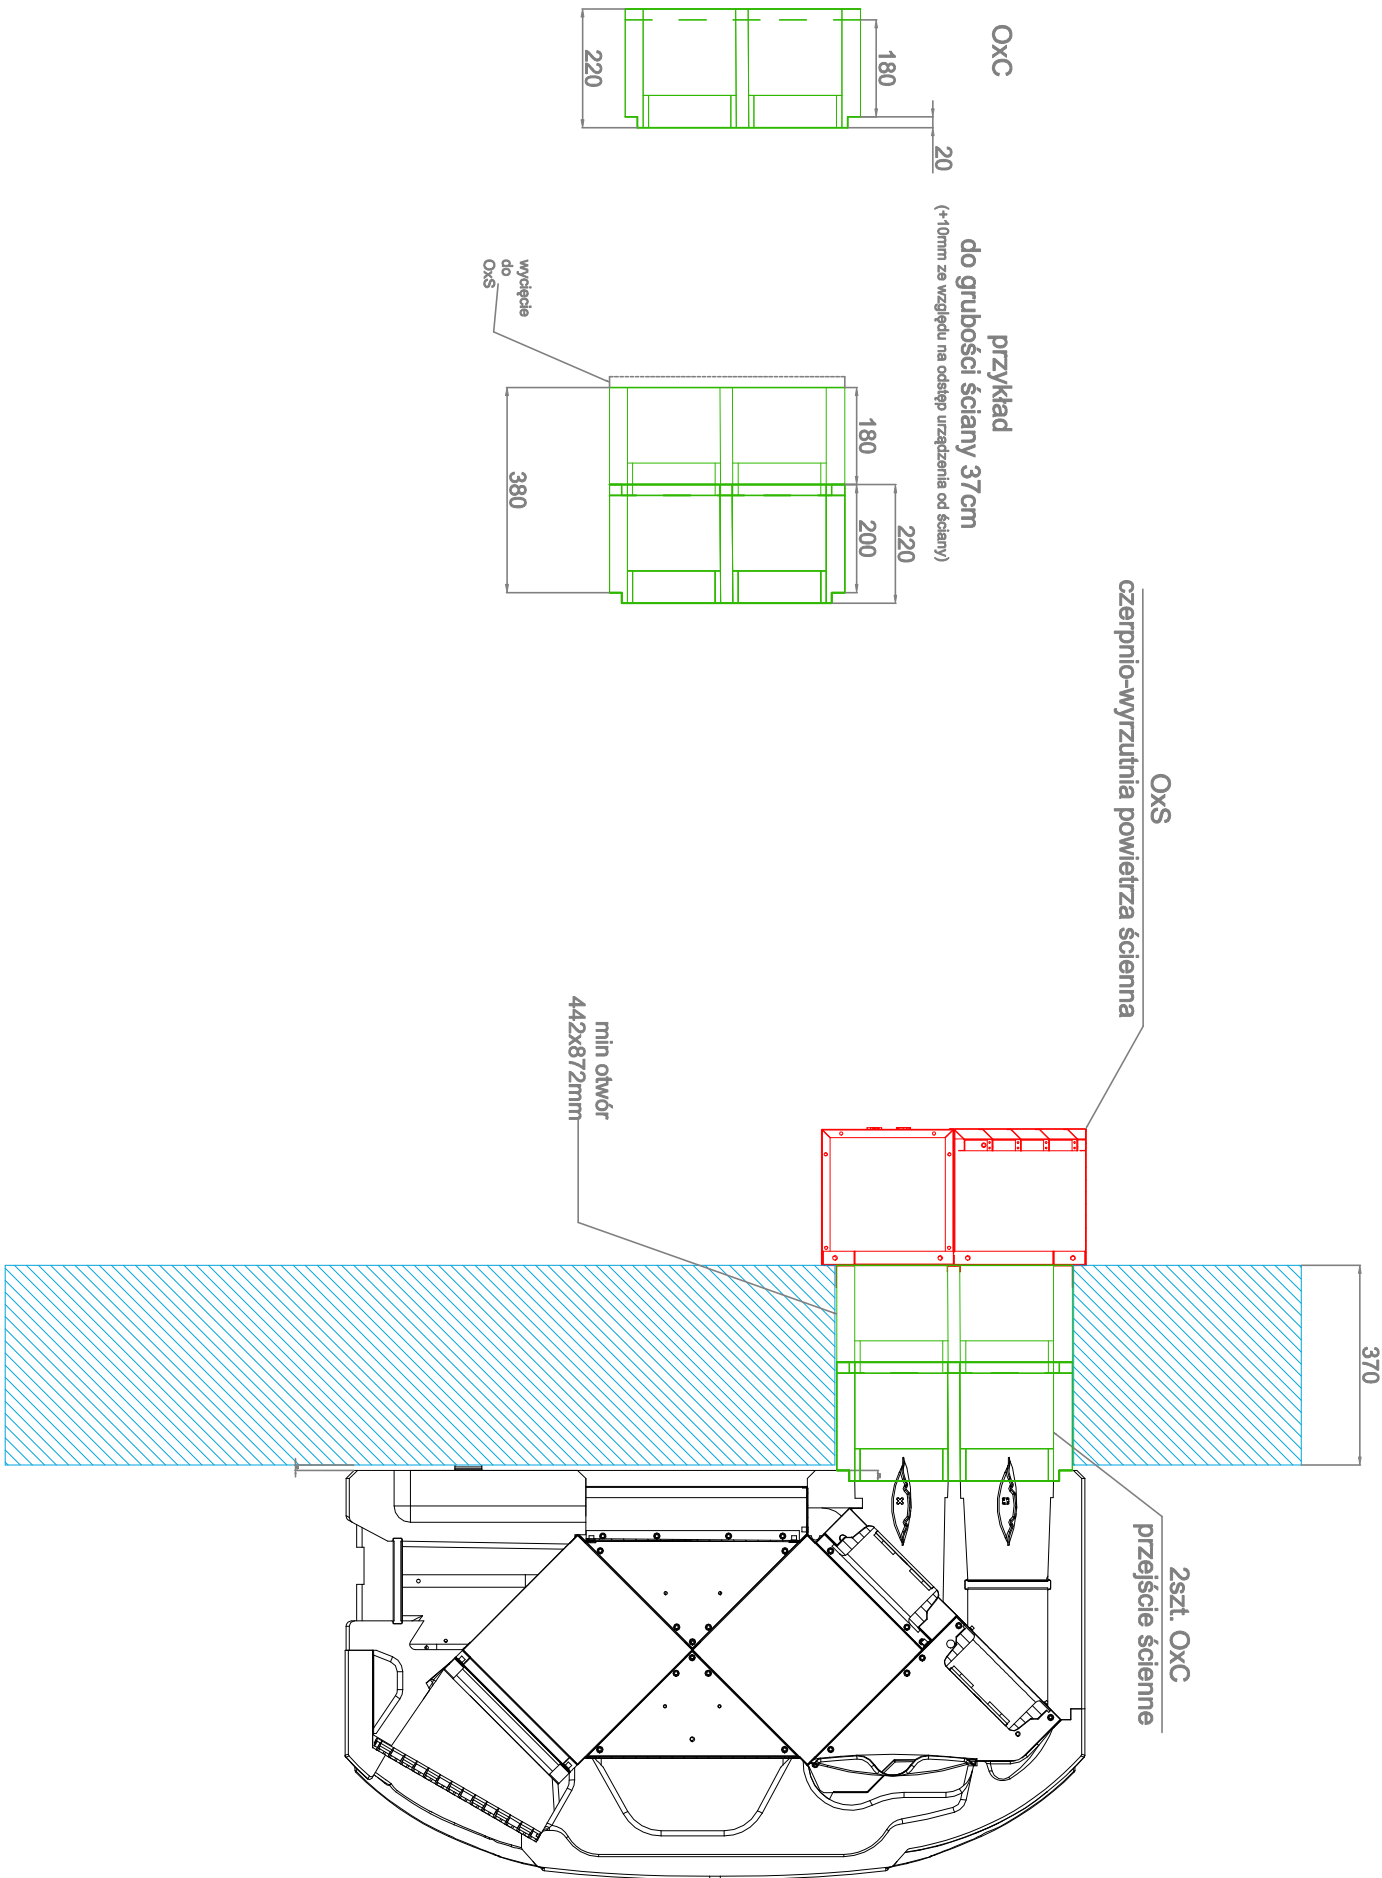 OxC
180
220
20
przykład
do grubości ściany 37cm
(+10mm ze względu na odstęp urządzenia od ściany)
wycięcie
do
OxS
180
200
220
380
OxS
czerpnio-wyrzutnia powietrza ścienna
min otwór
442x872mm
370
2szt. OxC
przejście ścienne